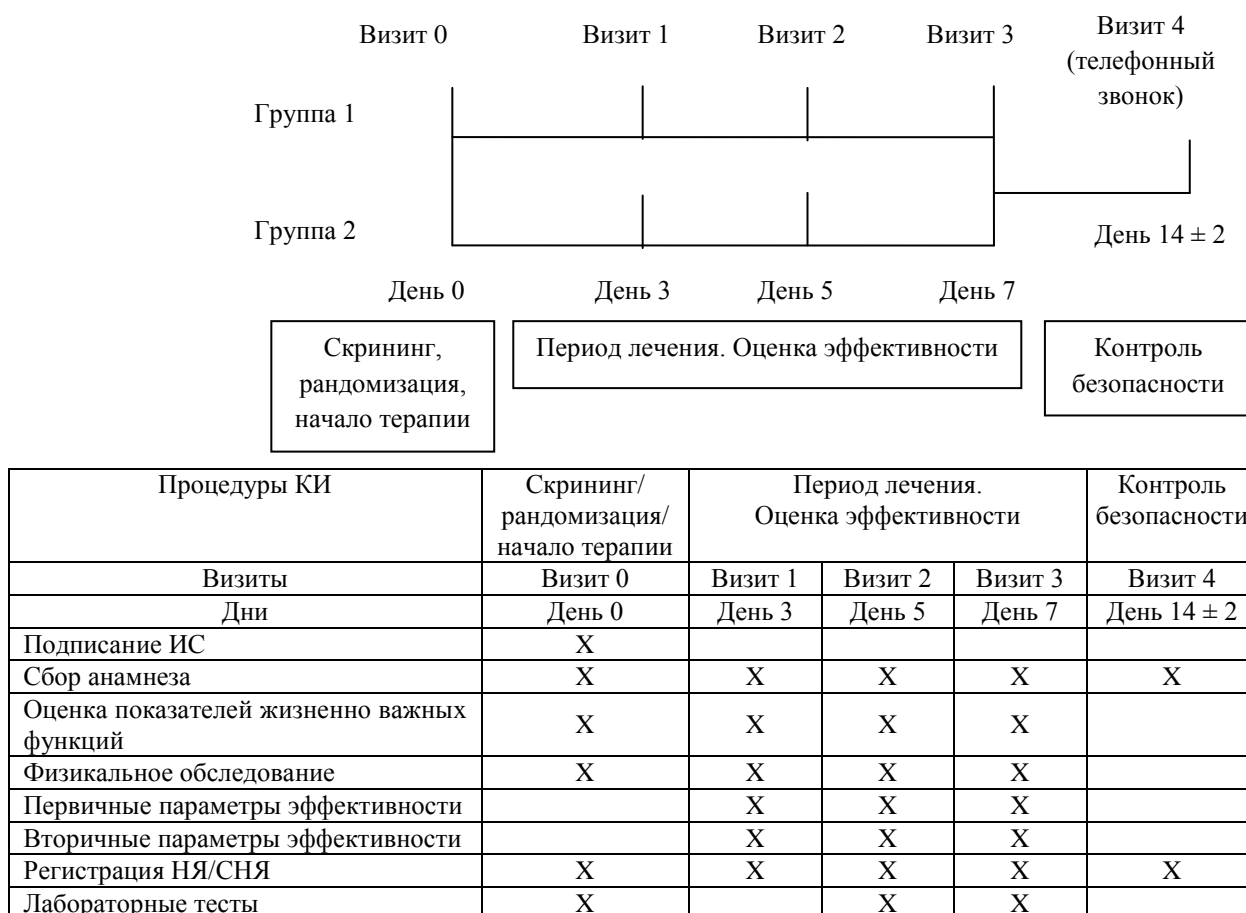 Визит 0 Визит 1 Визит 2 Визит 3 Визит 4
(телефонный
звонок)
Группа 1
Группа 2
День 14 ± 2
День 0 День 3 День 5 День 7
Скрининг,
рандомизация,
начало терапии
Период лечения. Оценка эффективности
Контроль
безопасности
Процедуры КИ Скрининг/ Период лечения. Контроль
рандомизация/ Оценка эффективности безопасности
начало терапии
Визиты Визит 0 Визит 1 Визит 2 Визит 3 Визит 4
Дни День 0 День 3 День 5 День 7 День 14 ± 2
Подписание ИС X
Сбор анамнеза X X X X X
Оценка показателей жизненно важных
функций X X X X
Физикальное обследование X X X X
Первичные параметры эффективности X X X
Вторичные параметры эффективности X X X
Регистрация НЯ/СНЯ X X X X X
Лабораторные тесты X X X